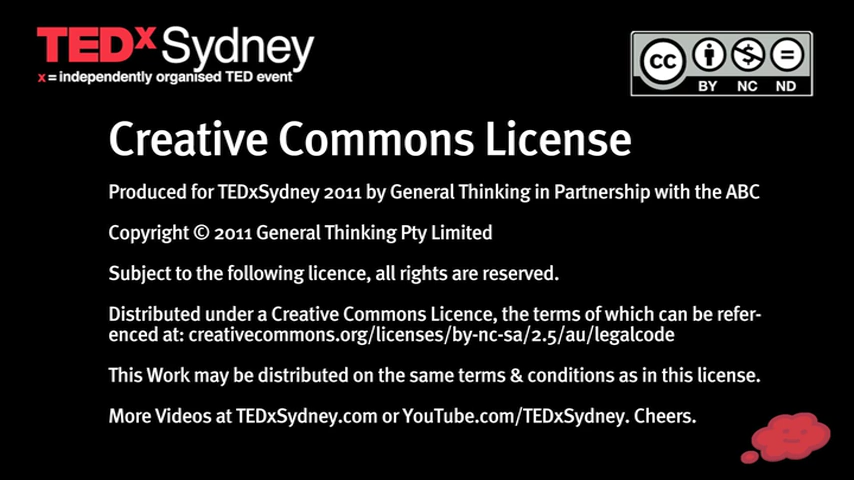 TEDxSydney
x = independently organised TED event
cc
BY NC ND
Creative Commons License
Produced for TEDxSydney 2011 by General Thinking in Partnership with the ABC
Copyright © 2011 General Thinking Pty Limited
Subject to the following licence, all rights are reserved.
Distributed under a Creative Commons Licence, the terms of which can be refer-
enced at: creativecommons.org/licenses/by-nc-sa/2.5/au/legalcode
This Work may be distributed on the same terms & conditions as in this license.
More Videos at TEDxSydney.com or YouTube.com/TEDxSydney. Cheers.